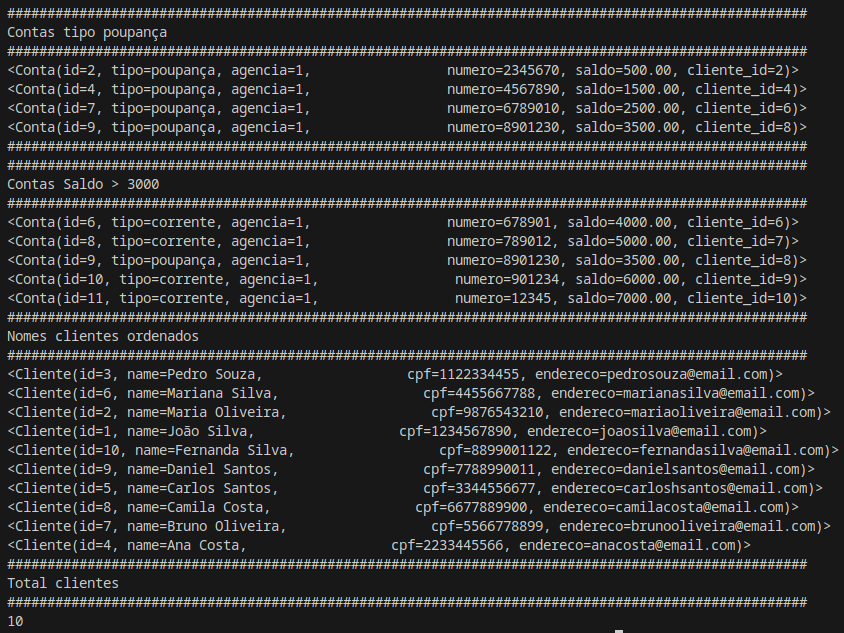 ####################################################################################################
Contas tipo poupança
####################################################################################################
<Conta(id=2, tipo=poupança, agencia=1,                 numero=2345670, saldo=500.00, cliente_id=2)>
<Conta(id=4, tipo=poupança, agencia=1,                 numero=4567890, saldo=1500.00, cliente_id=4)>
<Conta(id=7, tipo=poupança, agencia=1,                 numero=6789010, saldo=2500.00, cliente_id=6)>
<Conta(id=9, tipo=poupança, agencia=1,                 numero=8901230, saldo=3500.00, cliente_id=8)>
####################################################################################################
####################################################################################################
Contas Saldo > 3000
####################################################################################################
<Conta(id=6, tipo=corrente, agencia=1,                 numero=678901, saldo=4000.00, cliente_id=6)>
<Conta(id=8, tipo=corrente, agencia=1,                 numero=789012, saldo=5000.00, cliente_id=7)>
<Conta(id=9, tipo=poupança, agencia=1,                 numero=8901230, saldo=3500.00, cliente_id=8)>
<Conta(id=10, tipo=corrente, agencia=1,                 numero=901234, saldo=6000.00, cliente_id=9)>
<Conta(id=11, tipo=corrente, agencia=1,                 numero=12345, saldo=7000.00, cliente_id=10)>
####################################################################################################
Nomes clientes ordenados
####################################################################################################
<Cliente(id=3, name=Pedro Souza,                  cpf=1122334455, endereco=pedrosouza@email.com)>
<Cliente(id=6, name=Mariana Silva,                  cpf=4455667788, endereco=marianasilva@email.com)>
<Cliente(id=2, name=Maria Oliveira,                  cpf=9876543210, endereco=mariaoliveira@email.com)>
<Cliente(id=1, name=João Silva,                  cpf=1234567890, endereco=joaosilva@email.com)>
<Cliente(id=10, name=Fernanda Silva,                  cpf=8899001122, endereco=fernandasilva@email.com)>
<Cliente(id=9, name=Daniel Santos,                  cpf=7788990011, endereco=danielsantos@email.com)>
<Cliente(id=5, name=Carlos Santos,                  cpf=3344556677, endereco=carloshsantos@email.com)>
<Cliente(id=8, name=Camila Costa,                  cpf=6677889900, endereco=camilacosta@email.com)>
<Cliente(id=7, name=Bruno Oliveira,                  cpf=5566778899, endereco=brunooliveira@email.com)>
<Cliente(id=4, name=Ana Costa,                  cpf=2233445566, endereco=anacosta@email.com)>
####################################################################################################
Total clientes
####################################################################################################
10